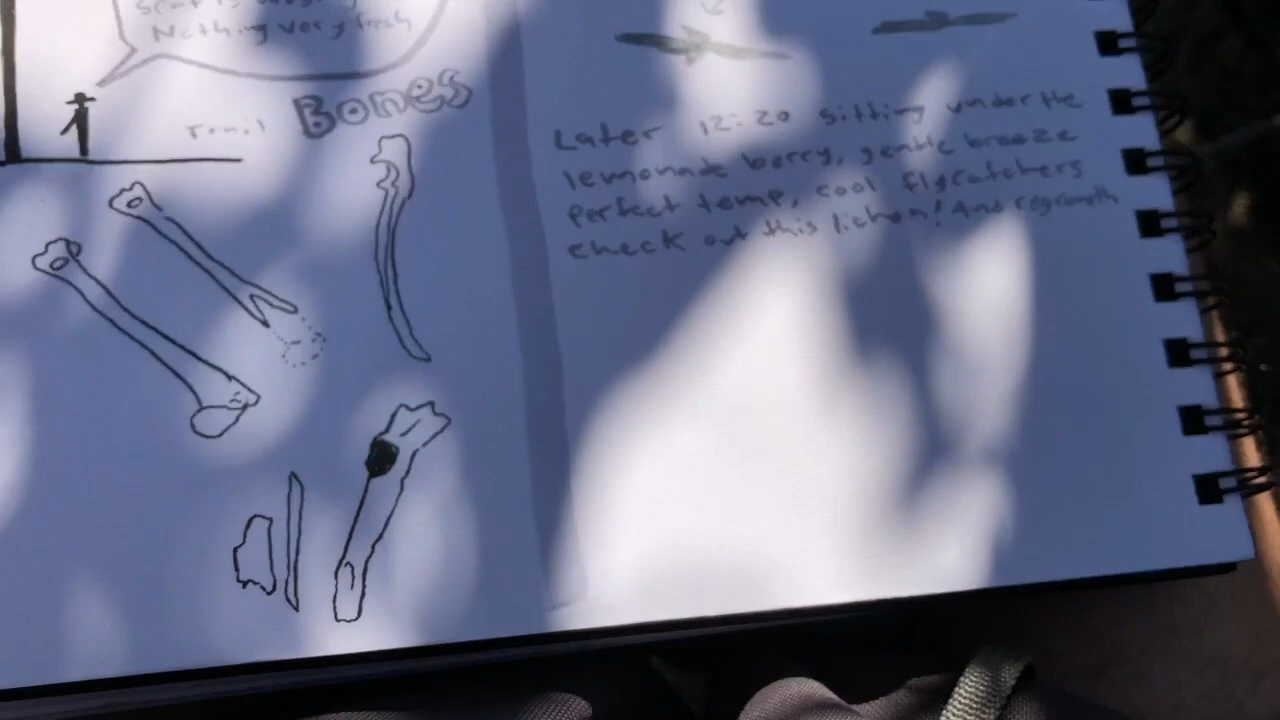 Nothing very fresh
Trail
Bones
Later 12:20 sitting under the
lemonade berry, gentle breeze
perfect temp, cool flycatchers
check out this lichen! And